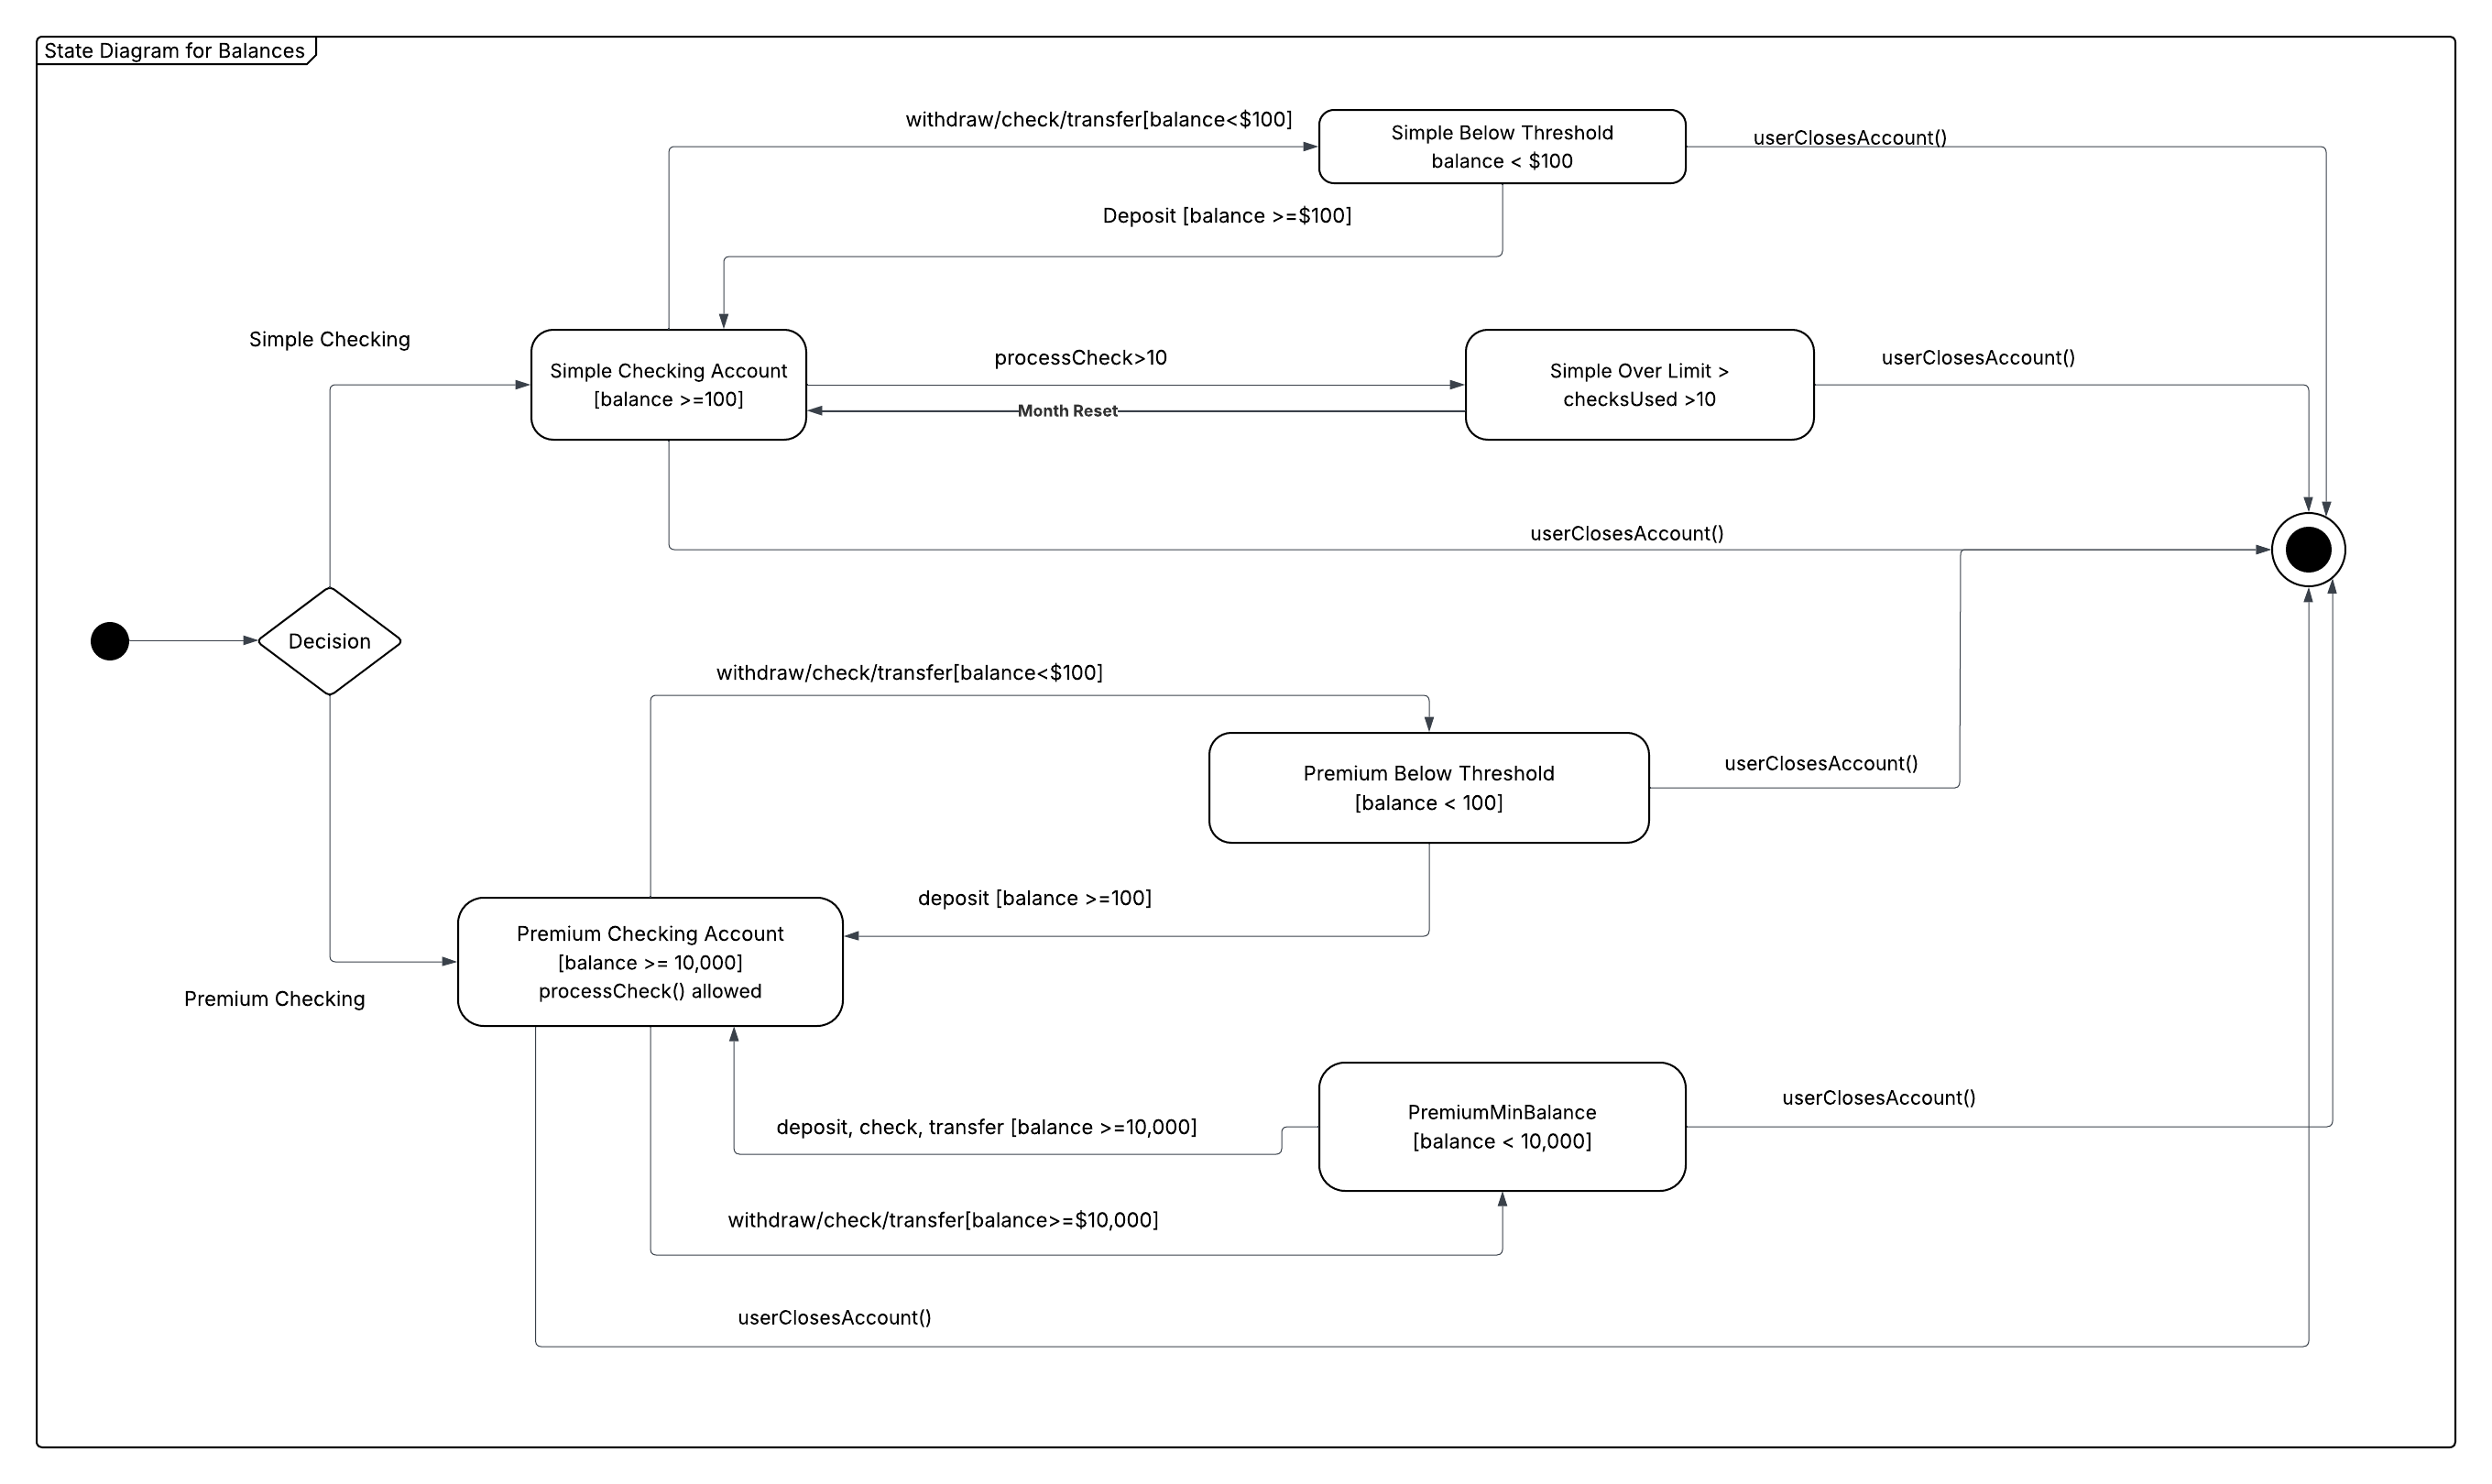 State Diagram for Balances
withdraw/check/transfer[balance<$100]
Simple Below Threshold
balance < $100
userClosesAccount()
Deposit [balance >=$100]
Simple Checking
Simple Checking Account
[balance >=100]
processCheck>10
Month Reset
Simple Over Limit >
checksUsed >10
userClosesAccount()
userClosesAccount()
Decision
withdraw/check/transfer[balance<$100]
Premium Below Threshold
[balance < 100]
userClosesAccount()
deposit [balance >=100]
Premium Checking Account
[balance >= 10,000]
processCheck() allowed
Premium Checking
PremiumMinBalance
[balance < 10,000]
userClosesAccount()
deposit, check, transfer [balance >=10,000]
withdraw/check/transfer[balance>=$10,000]
userClosesAccount()